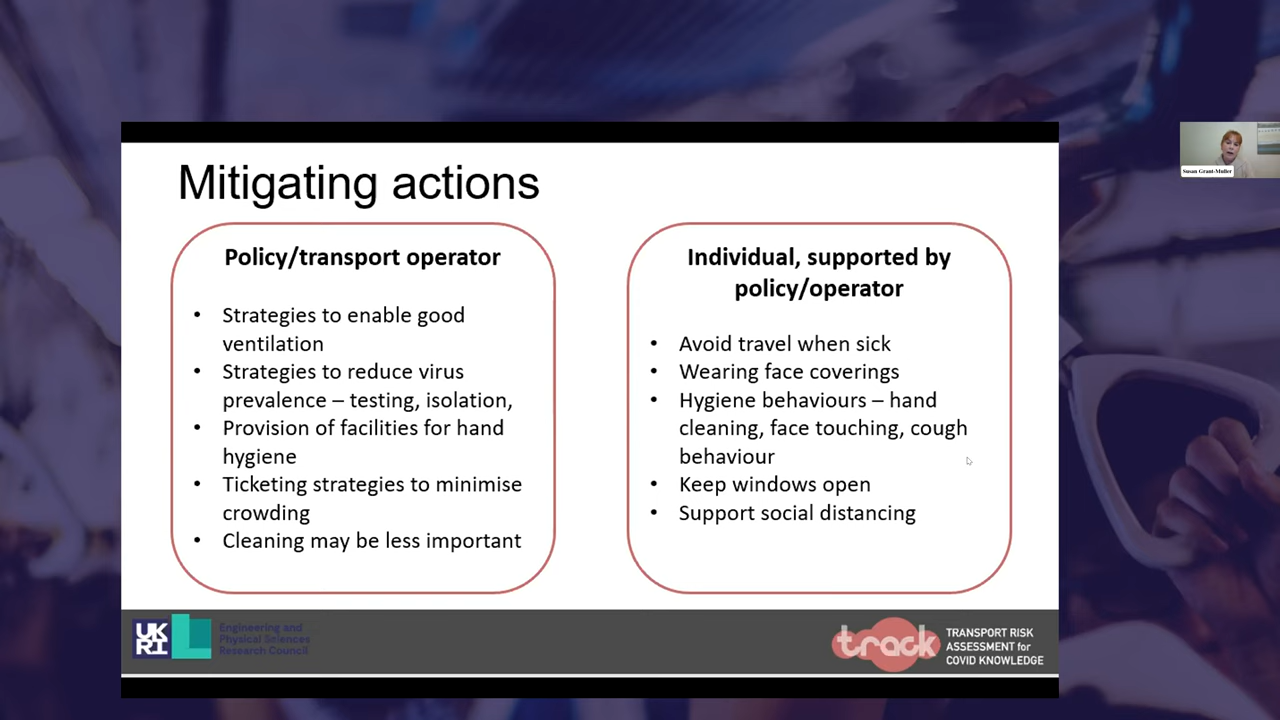 Mitigating actions
Policy/transport operator
• Strategies to enable good
ventilation
• Strategies to reduce virus
prevalence – testing, isolation,
• Provision of facilities for hand
hygiene
• Ticketing strategies to minimise
crowding
• Cleaning may be less important
Individual, supported by
policy/operator
• Avoid travel when sick
• Wearing face coverings
• Hygiene behaviours – hand
cleaning, face touching, cough
behaviour
• Keep windows open
• Support social distancing
UK
RI
Engineering and
Physical Sciences
Research Council
track
TRANSPORT RISK
ASSESSMENT for
COVID KNOWLEDGE
Susan Grant-Muller